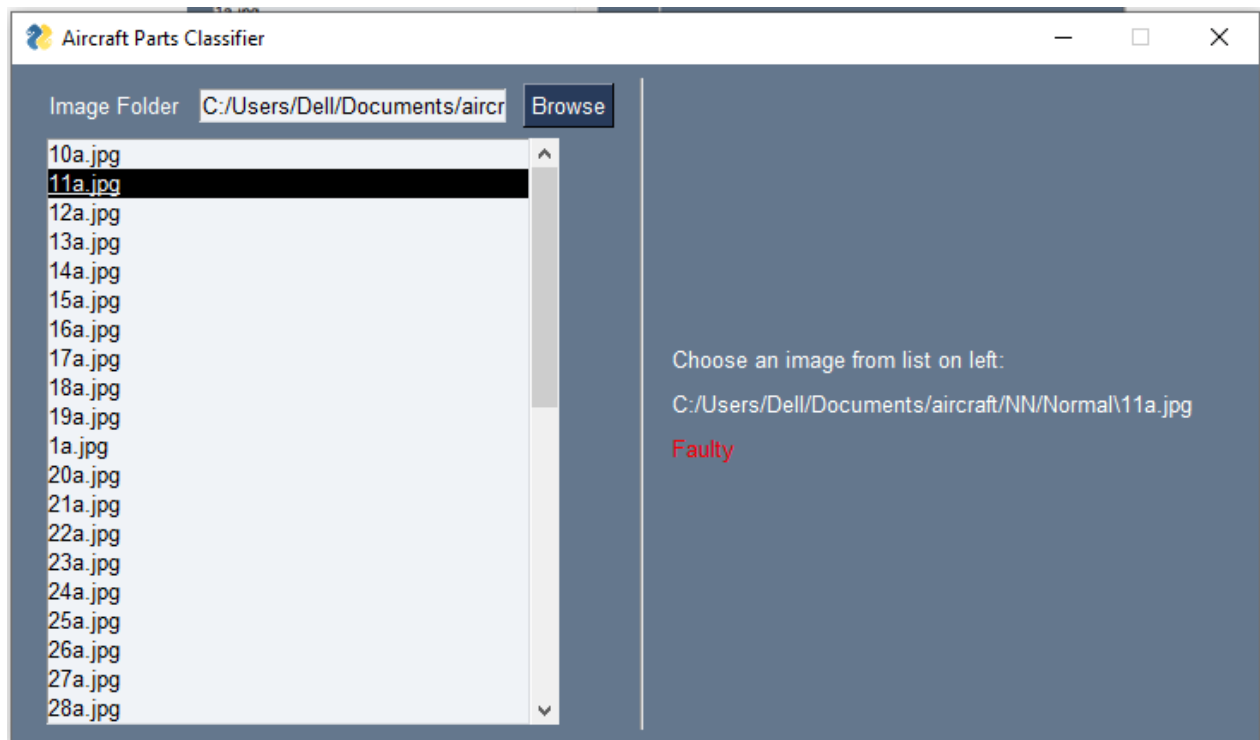 Aircraft Parts Classifier
Image Folder C:/Users/Dell/Documents/aircr Browse
10a.jpg
11a.jpg
12a.jpg
13a.jpg
14a.jpg
15a.jpg
16a.jpg
17a.jpg
18a.jpg
19a.jpg
1a.jpg
20a.jpg
21a.jpg
22a.jpg
23a.jpg
24a.jpg
25a.jpg
26a.jpg
27a.jpg
28a.jpg
Choose an image from list on left:
C:/Users/Dell/Documents/aircraft/NN/Normal\11a.jpg
Faulty